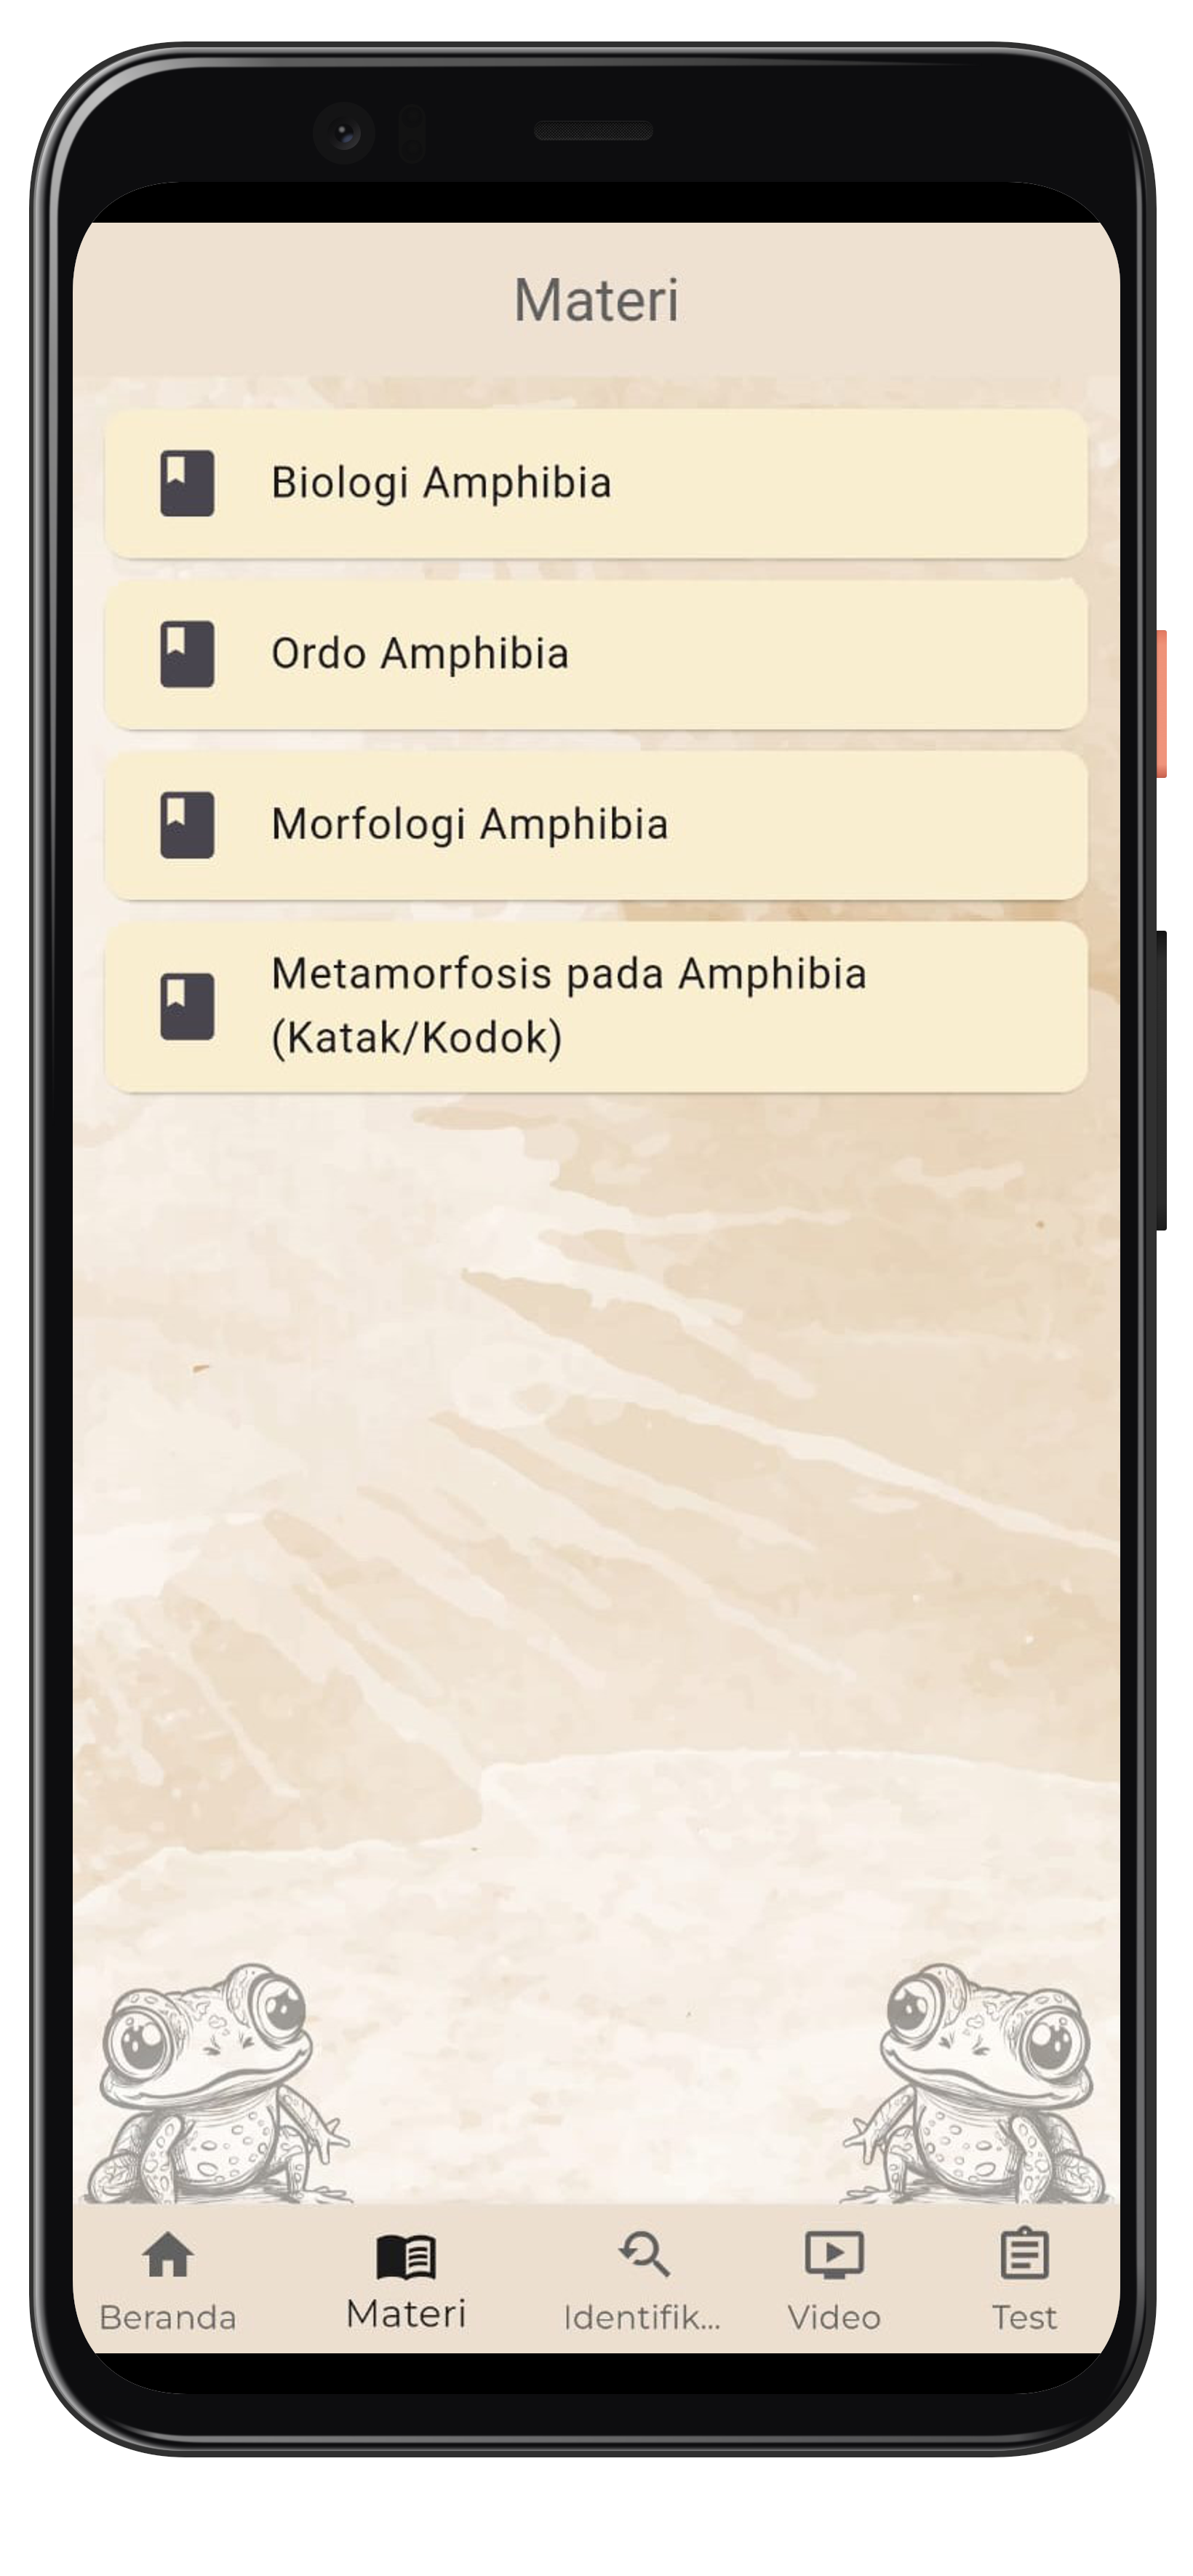 Materi
Biologi Amphibia
Ordo Amphibia
Morfologi Amphibia
Metamorfosis pada Amphibia
(Katak/Kodok)
Beranda
Materi
Identifik...
Video
Test